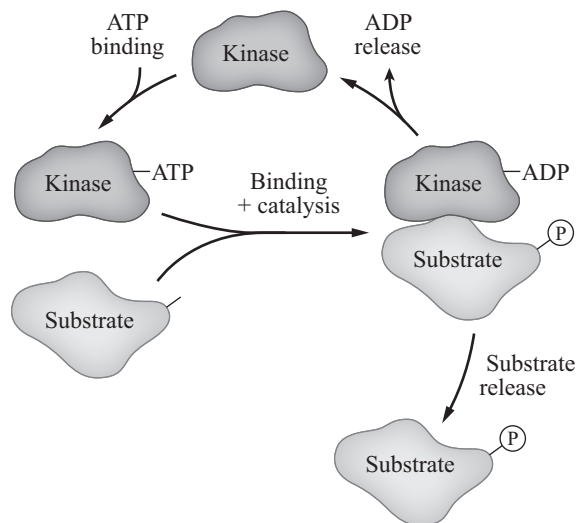 ATP
binding
ADP
release
Kinase
Kinase
ATP
Binding
+ catalysis
Kinase
ADP
Substrate
P
Substrate
Substrate
release
Substrate
P